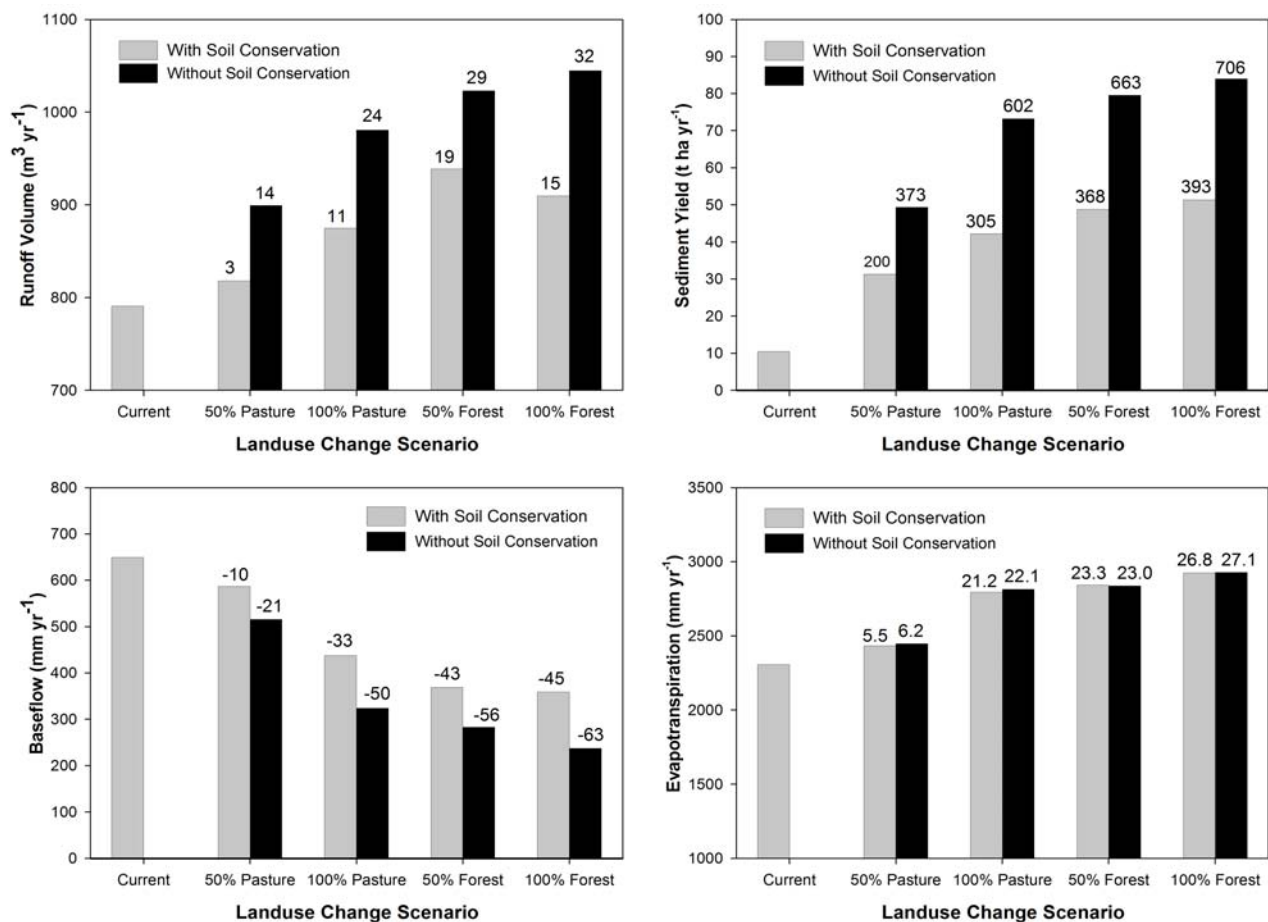 1100
1000
900
800
700
Runoff Volume (m³ yr⁻¹)
With Soil Conservation
Without Soil Conservation
3
14
11
24
19
29
15
32
Current
50% Pasture
100% Pasture
50% Forest
100% Forest
Landuse Change Scenario
100
90
80
70
60
50
40
30
20
10
0
Sediment Yield (t ha yr⁻¹)
With Soil Conservation
Without Soil Conservation
200
373
305
602
368
663
393
706
Current
50% Pasture
100% Pasture
50% Forest
100% Forest
Landuse Change Scenario
800
700
600
500
400
300
200
100
0
Baseflow (mm yr⁻¹)
With Soil Conservation
Without Soil Conservation
-10
-21
-33
-50
-43
-56
-45
-63
Current
50% Pasture
100% Pasture
50% Forest
100% Forest
Landuse Change Scenario
3500
3000
2500
2000
1500
1000
Evapotranspiration (mm yr⁻¹)
With Soil Conservation
Without Soil Conservation
5.5
6.2
21.2
22.1
23.3
23.0
26.8
27.1
Current
50% Pasture
100% Pasture
50% Forest
100% Forest
Landuse Change Scenario